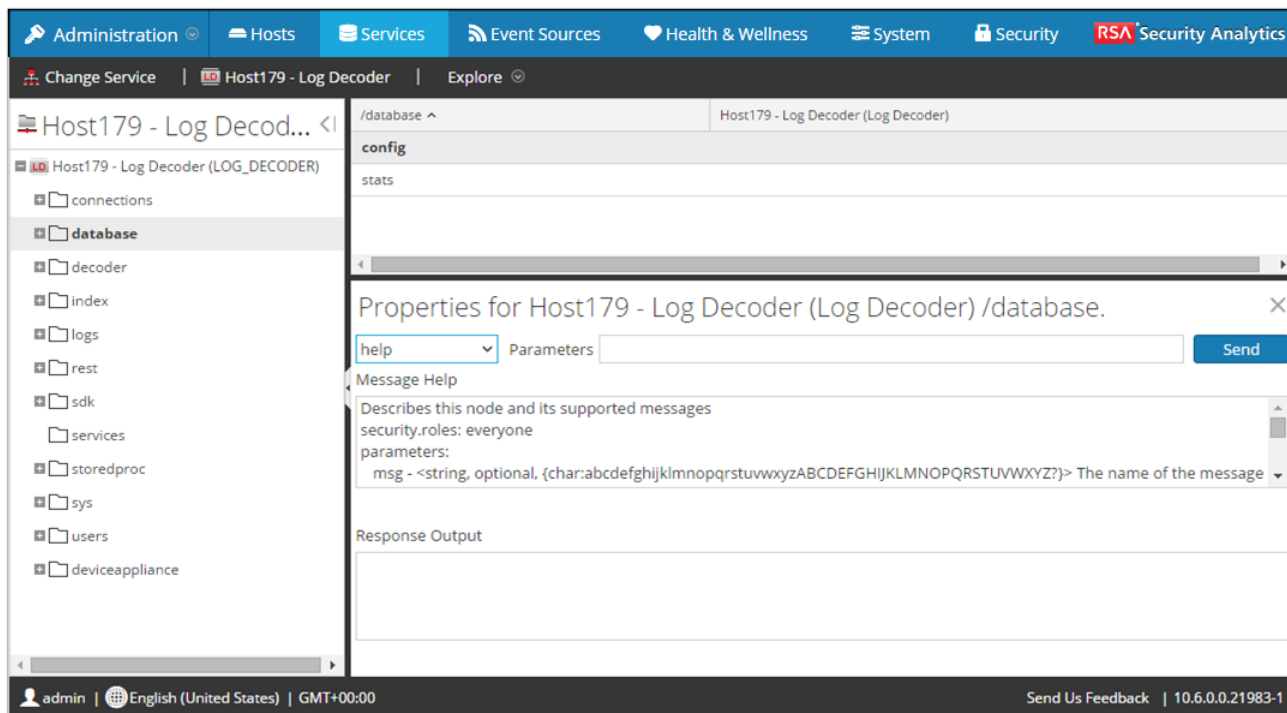 Administration Hosts Services Event Sources Health & Wellness System Security RSA Security Analytics
Change Service | LD Host179 - Log Decoder | Explore
Host179 - Log Decod...
LD Host179 - Log Decoder (LOG_DECODER)
connections
database
decoder
index
logs
rest
sdk
services
storedproc
sys
users
deviceappliance
/database Host179 - Log Decoder (Log Decoder)
config
stats
Properties for Host179 - Log Decoder (Log Decoder) /database.
help Parameters Send
Message Help
Describes this node and its supported messages
security.roles: everyone
parameters:
msg - <string, optional, {char:abcdefghijklmnopqrstuvwxyzABCDEFGHIJKLMNOPQRSTUVWXYZ?}> The name of the message
Response Output
admin | English (United States) | GMT+00:00 Send Us Feedback | 10.6.0.0.21983-1